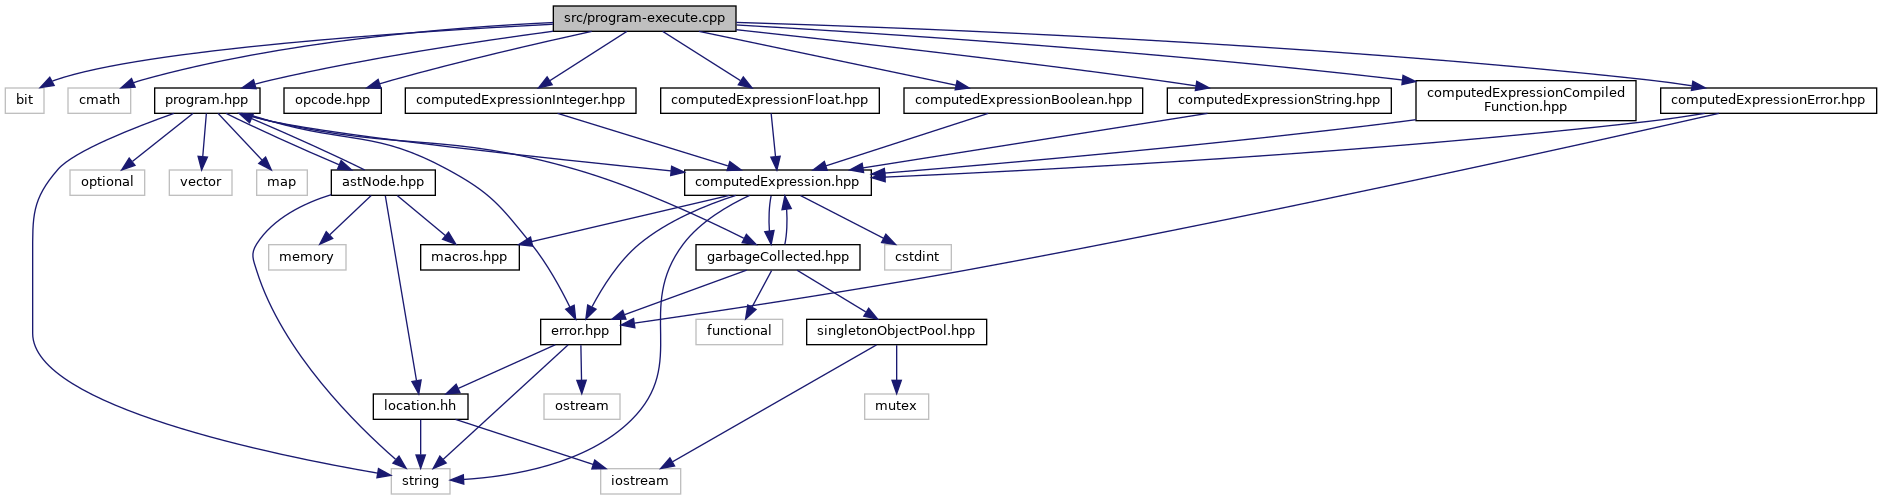 src/program-execute.cpp
bit
cmath
program.hpp
opcode.hpp
computedExpressionInteger.hpp
computedExpressionFloat.hpp
computedExpressionBoolean.hpp
computedExpressionString.hpp
computedExpressionCompiled
Function.hpp
computedExpressionError.hpp
optional
vector
map
astNode.hpp
computedExpression.hpp
memory
macros.hpp
garbageCollected.hpp
cstdint
error.hpp
functional
singletonObjectPool.hpp
location.hh
ostream
mutex
string
iostream